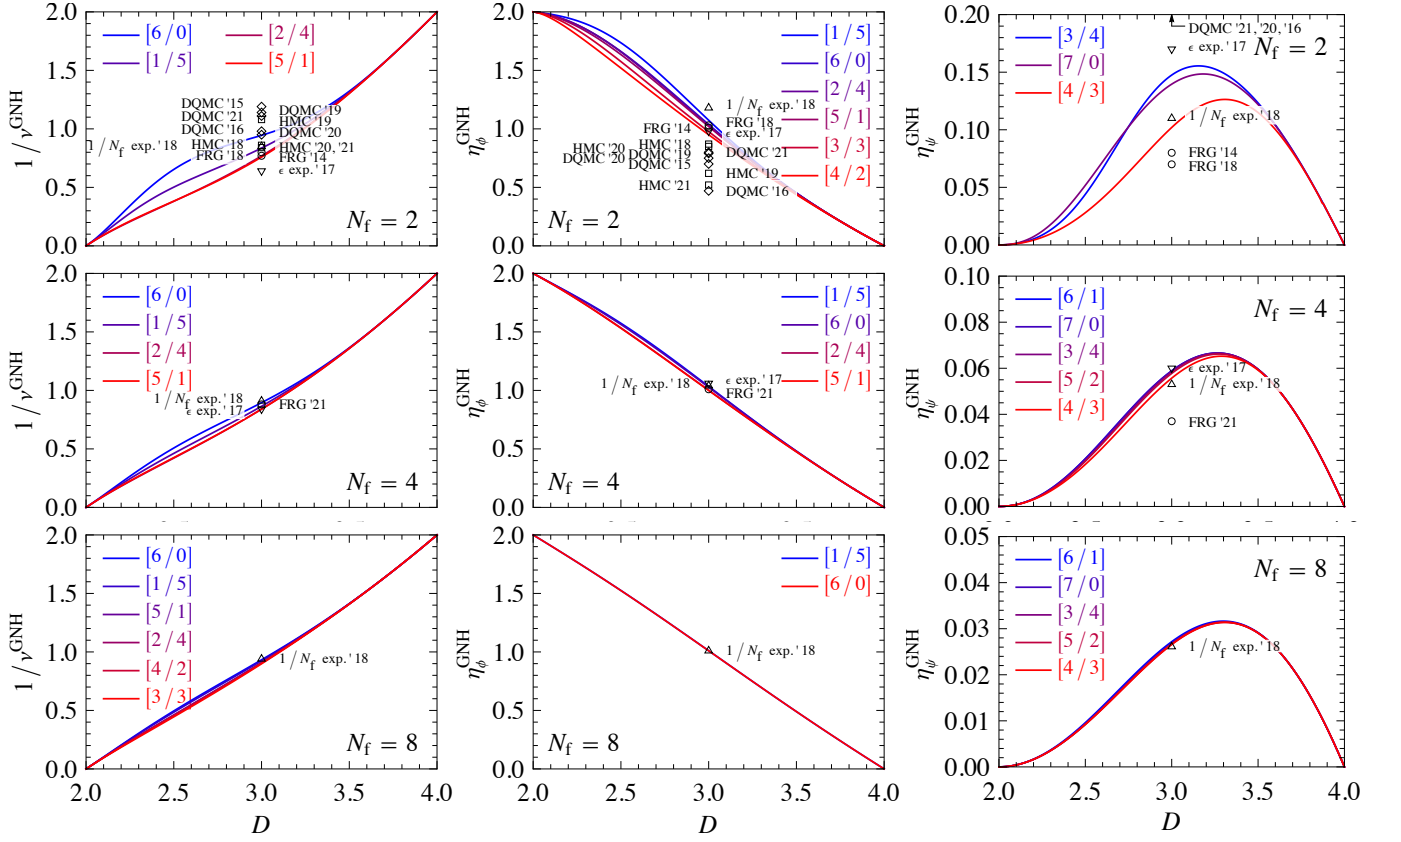 2.0
1.5
1.0
0.5
0.0
1/ν^GNH
[6/0]
[1/5]
[2/4]
[5/1]
DQMC '15
DQMC '21
DQMC '16
1/N_f exp. '18
HMC '18
FRG '18
DQMC '19
HMC '19
DQMC '20
HMC '20, '21
FRG '14
ϵ exp. '17
N_f = 2
2.0
1.5
1.0
0.5
0.0
η_ϕ^GNH
[1/5]
[6/0]
[2/4]
[5/1]
[3/3]
[4/2]
1/N_f exp. '18
FRG '18
FRG '14
ϵ exp. '17
HMC '18
HMC '20
DQMC '19
DQMC '20
DQMC '21
DQMC '15
HMC '19
HMC '21
DQMC '16
N_f = 2
0.20
0.15
0.10
0.05
0.00
η_ψ^GNH
[3/4]
[7/0]
[4/3]
DQMC '21, '20, '16
ϵ exp. '17
N_f = 2
1/N_f exp. '18
FRG '14
FRG '18
2.0
1.5
1.0
0.5
0.0
1/ν^GNH
[6/0]
[1/5]
[2/4]
[5/1]
1/N_f exp. '18
ϵ exp. '17
FRG '21
N_f = 4
2.0
1.5
1.0
0.5
0.0
η_ϕ^GNH
[1/5]
[6/0]
[2/4]
[5/1]
1/N_f exp. '18
ϵ exp. '17
FRG '21
N_f = 4
0.10
0.08
0.06
0.04
0.02
0.00
η_ψ^GNH
[6/1]
[7/0]
[3/4]
[5/2]
[4/3]
N_f = 4
ϵ exp. '17
1/N_f exp. '18
FRG '21
2.0
1.5
1.0
0.5
0.0
1/ν^GNH
[6/0]
[1/5]
[5/1]
[2/4]
[4/2]
[3/3]
1/N_f exp. '18
N_f = 8
2.0 2.5 3.0 3.5 4.0
D
2.0
1.5
1.0
0.5
0.0
η_ϕ^GNH
[1/5]
[6/0]
1/N_f exp. '18
N_f = 8
2.0 2.5 3.0 3.5 4.0
D
0.05
0.04
0.03
0.02
0.01
0.00
η_ψ^GNH
[6/1]
[7/0]
[3/4]
[5/2]
[4/3]
N_f = 8
1/N_f exp. '18
2.0 2.5 3.0 3.5 4.0
D